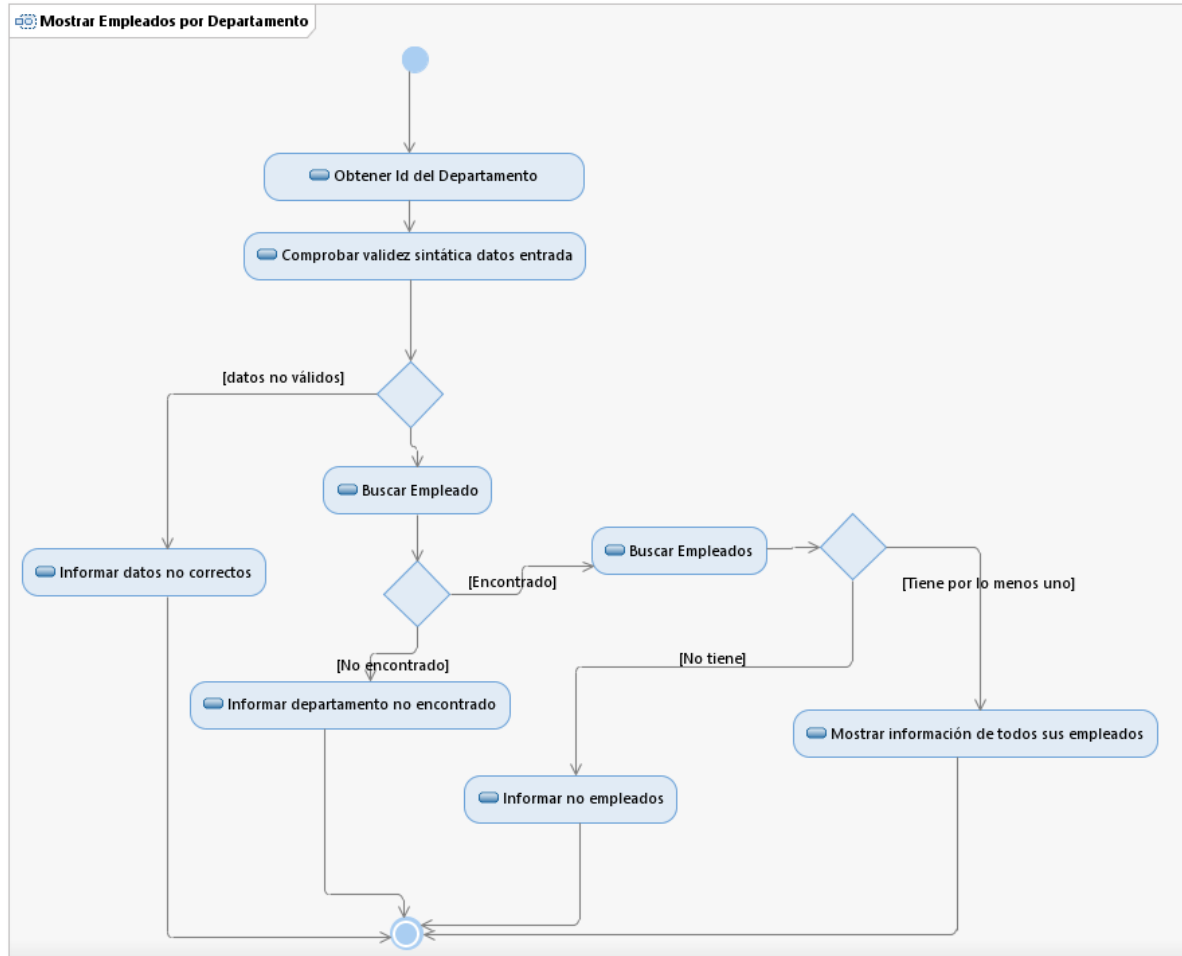 Mostrar Empleados por Departamento
Obtener Id del Departamento
Comprobar validez sintática datos entrada
[datos no válidos]
Buscar Empleado
Buscar Empleados
Informar datos no correctos
[Encontrado]
[Tiene por lo menos uno]
[No encontrado]
[No tiene]
Informar departamento no encontrado
Mostrar información de todos sus empleados
Informar no empleados